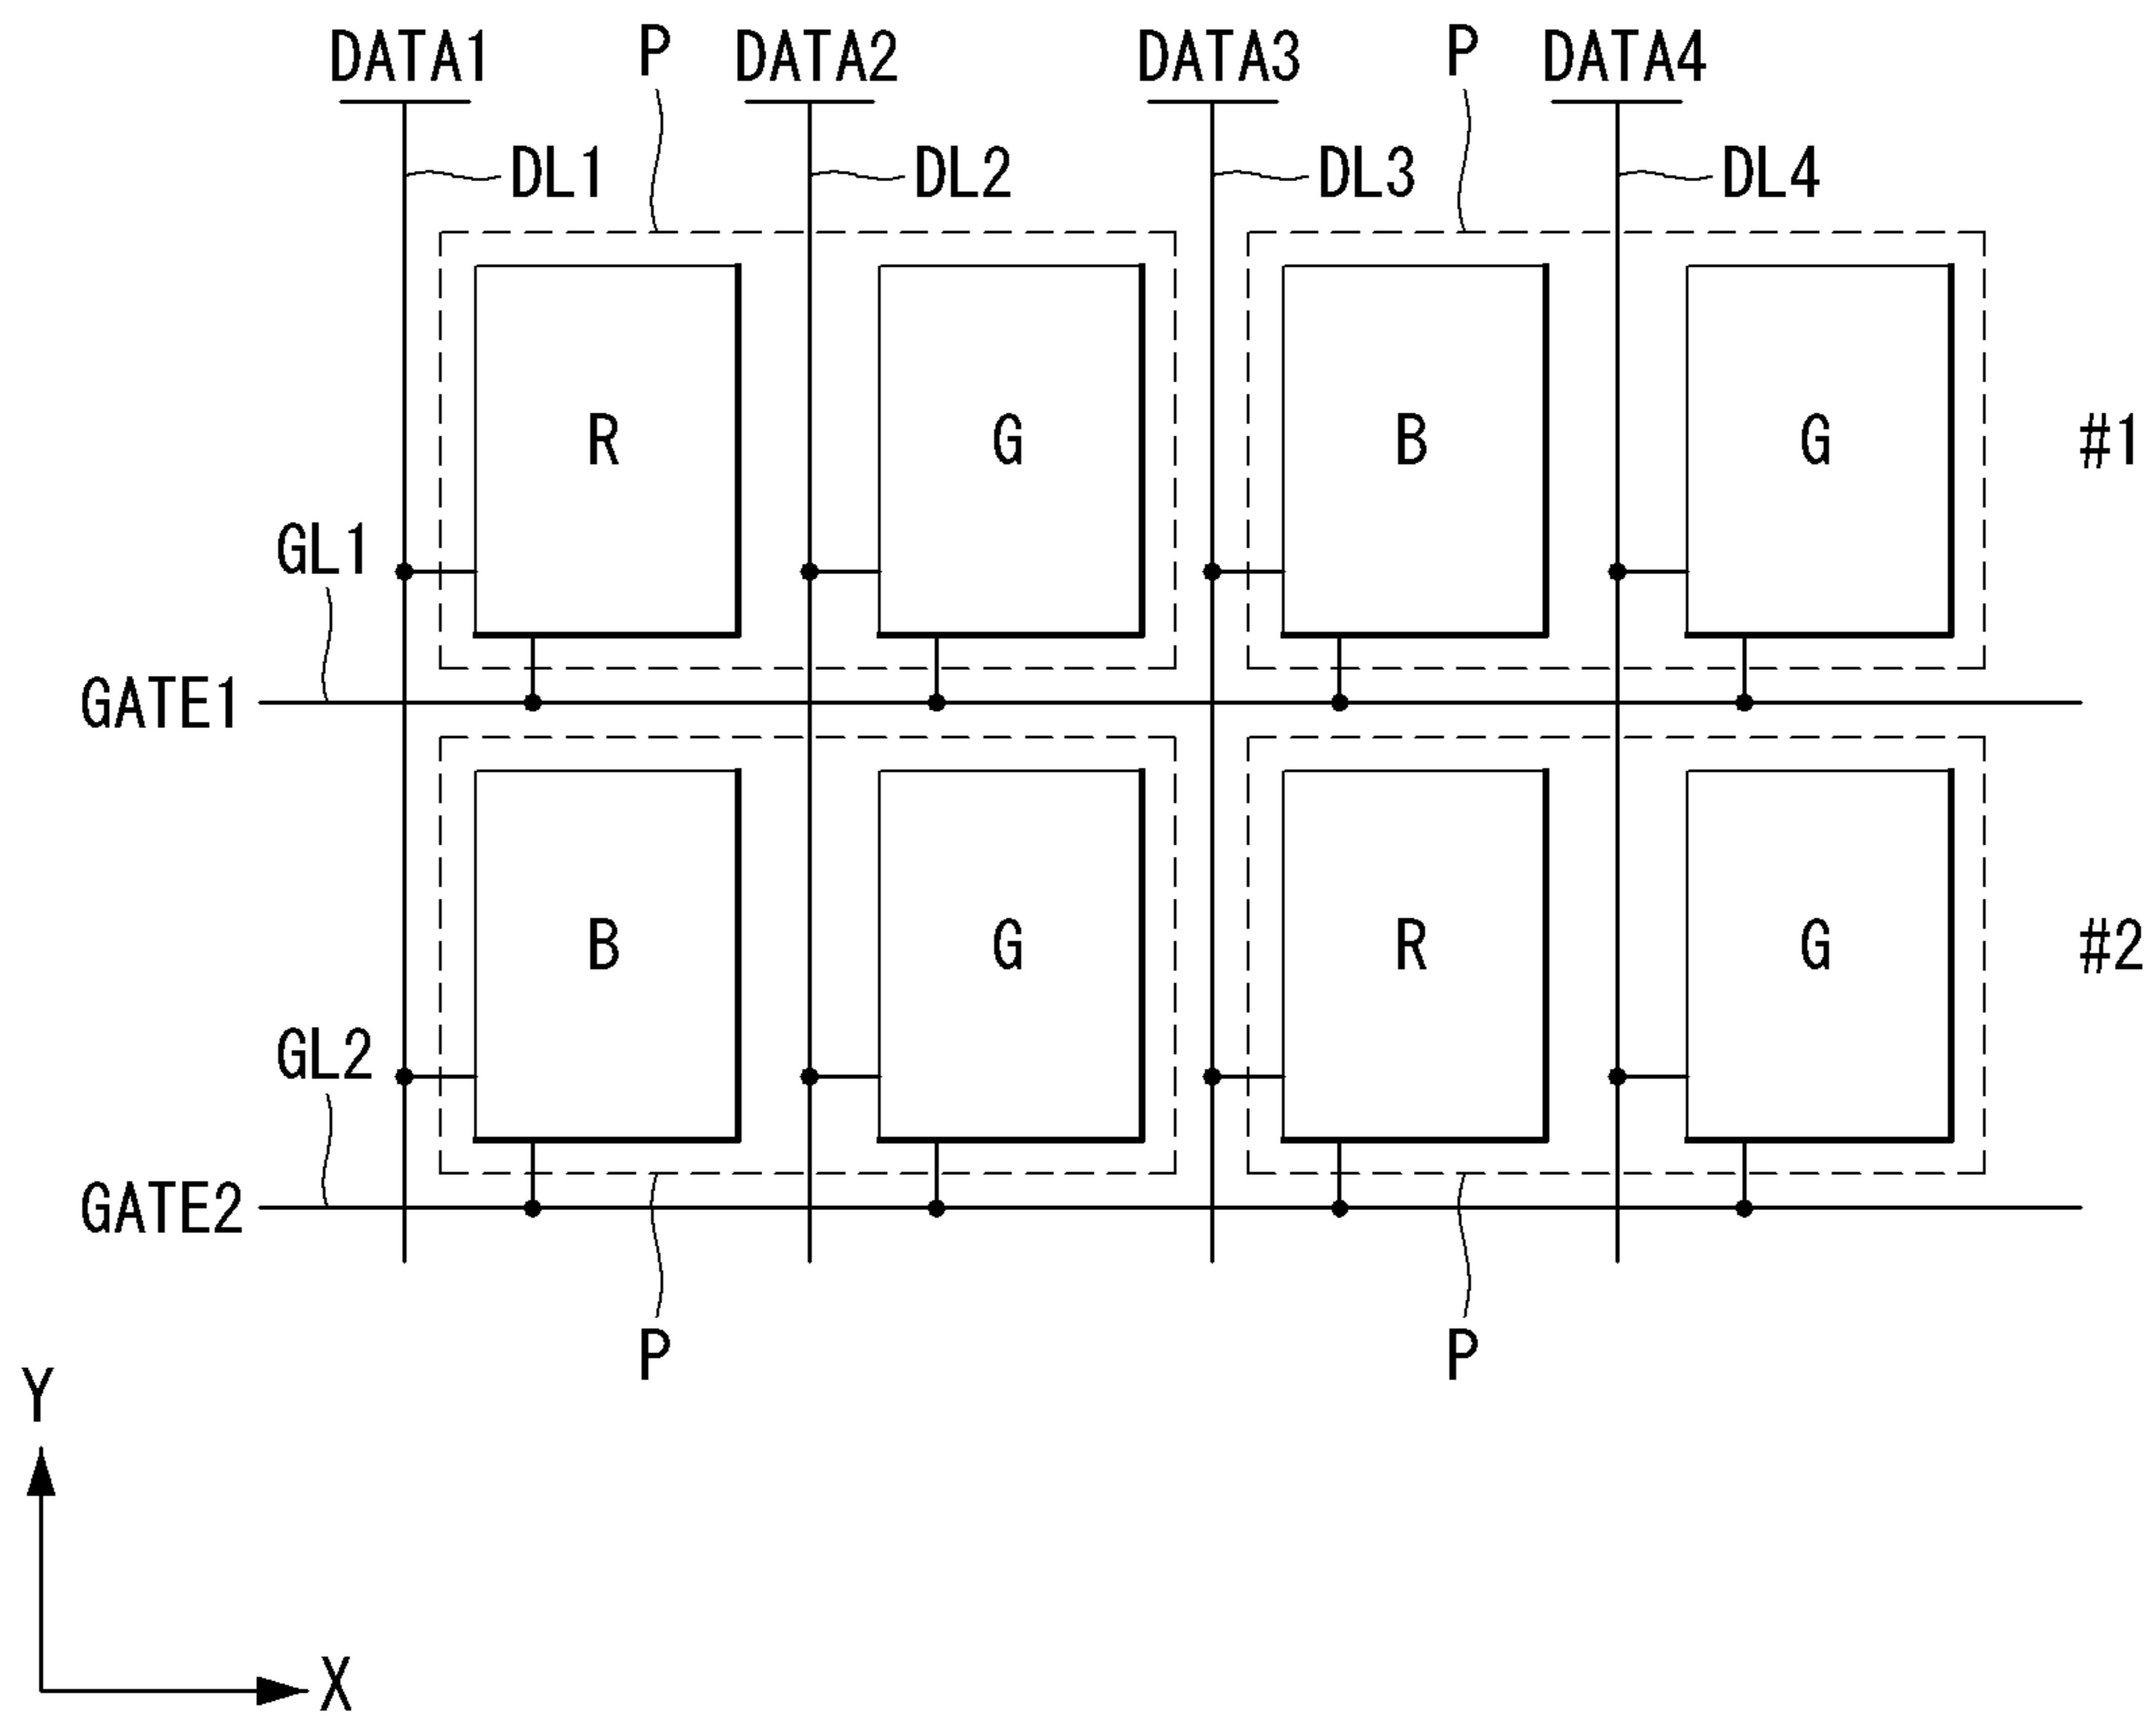 DATA1 P DATA2 DATA3 P DATA4
DL1 DL2 DL3 DL4
R G B G #1
GL1
GATE1
B G R G #2
GL2
GATE2
P P
Y
X